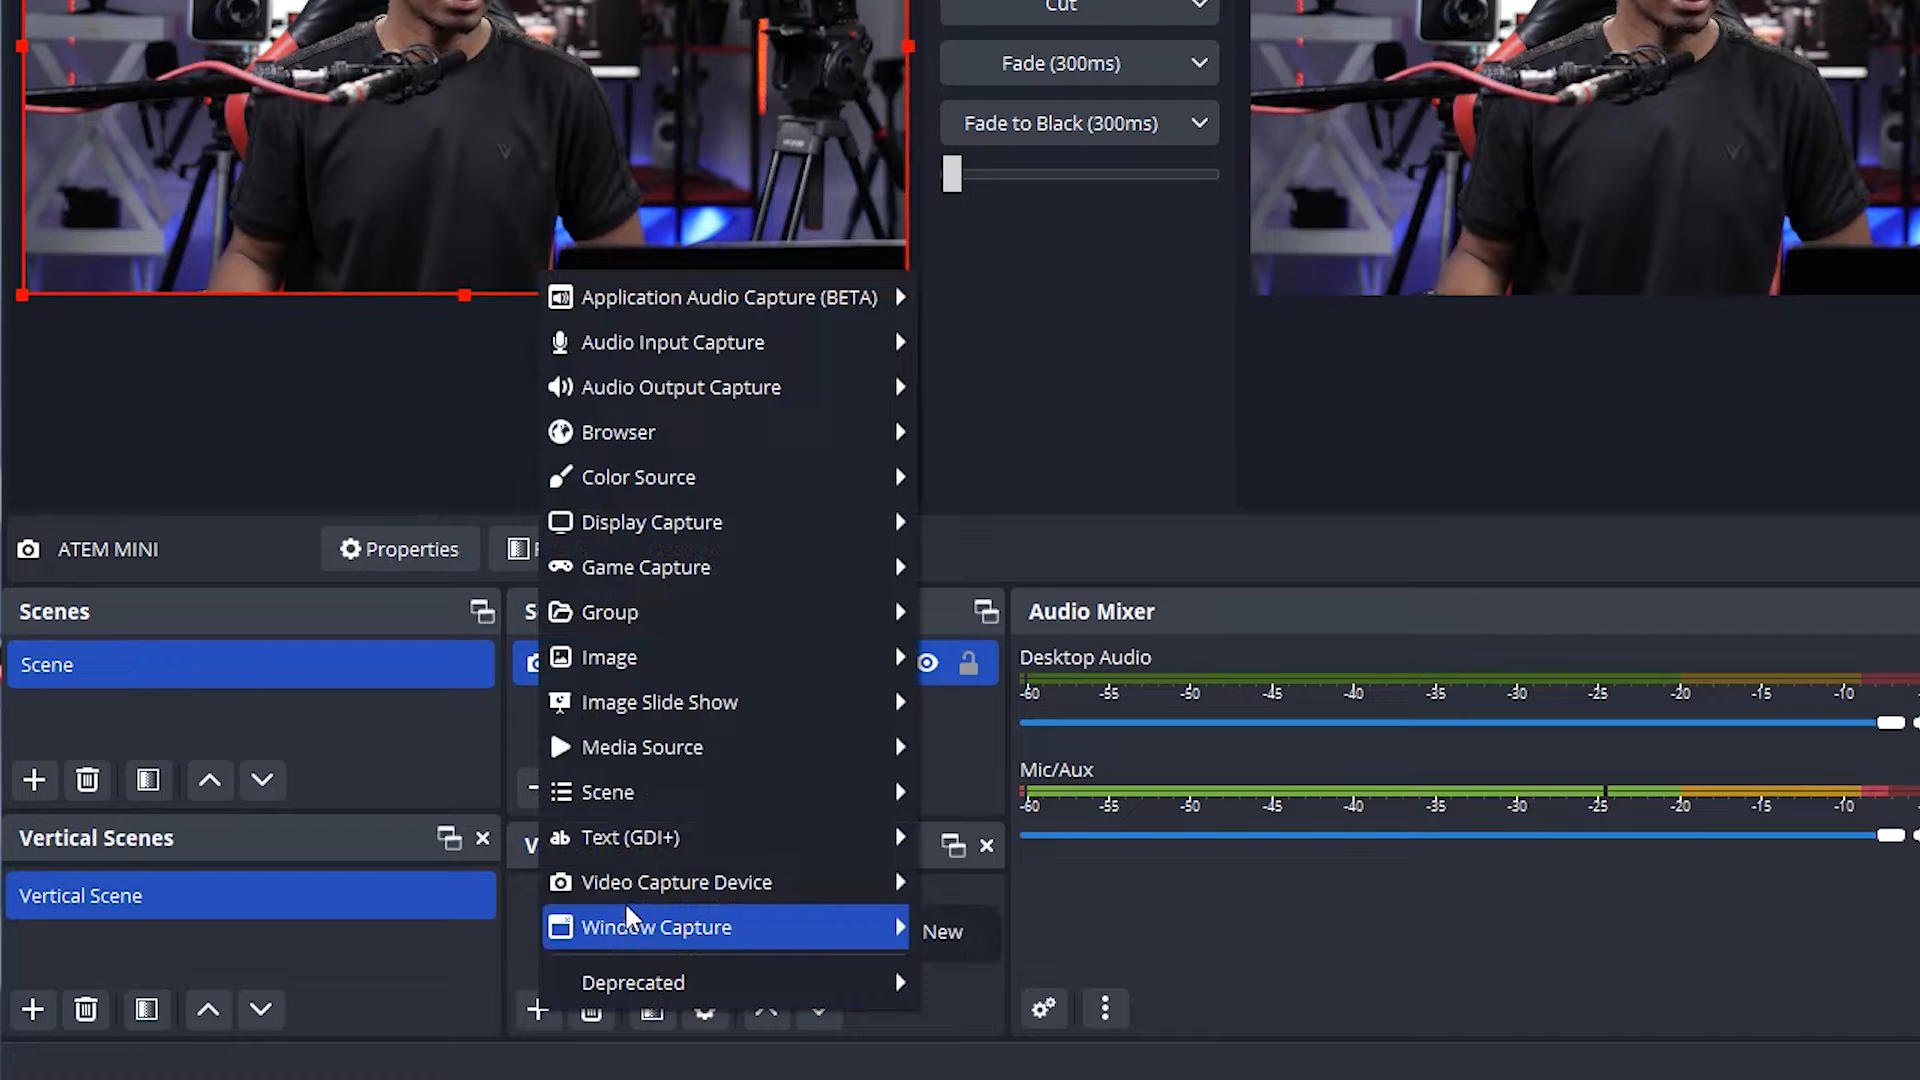 Cut
Fade (300ms)
Fade to Black (300ms)
Application Audio Capture (BETA)
Audio Input Capture
Audio Output Capture
Browser
Color Source
Display Capture
Game Capture
Group
Image
Image Slide Show
Media Source
Scene
ab Text (GDI+)
Video Capture Device
Window Capture
New
Deprecated
ATEM MINI
Properties
Scenes
Scene
Vertical Scenes
Vertical Scene
Audio Mixer
Desktop Audio
-60 -55 -50 -45 -40 -35 -30 -25 -20 -15 -10
Mic/Aux
-60 -55 -50 -45 -40 -35 -30 -25 -20 -15 -10